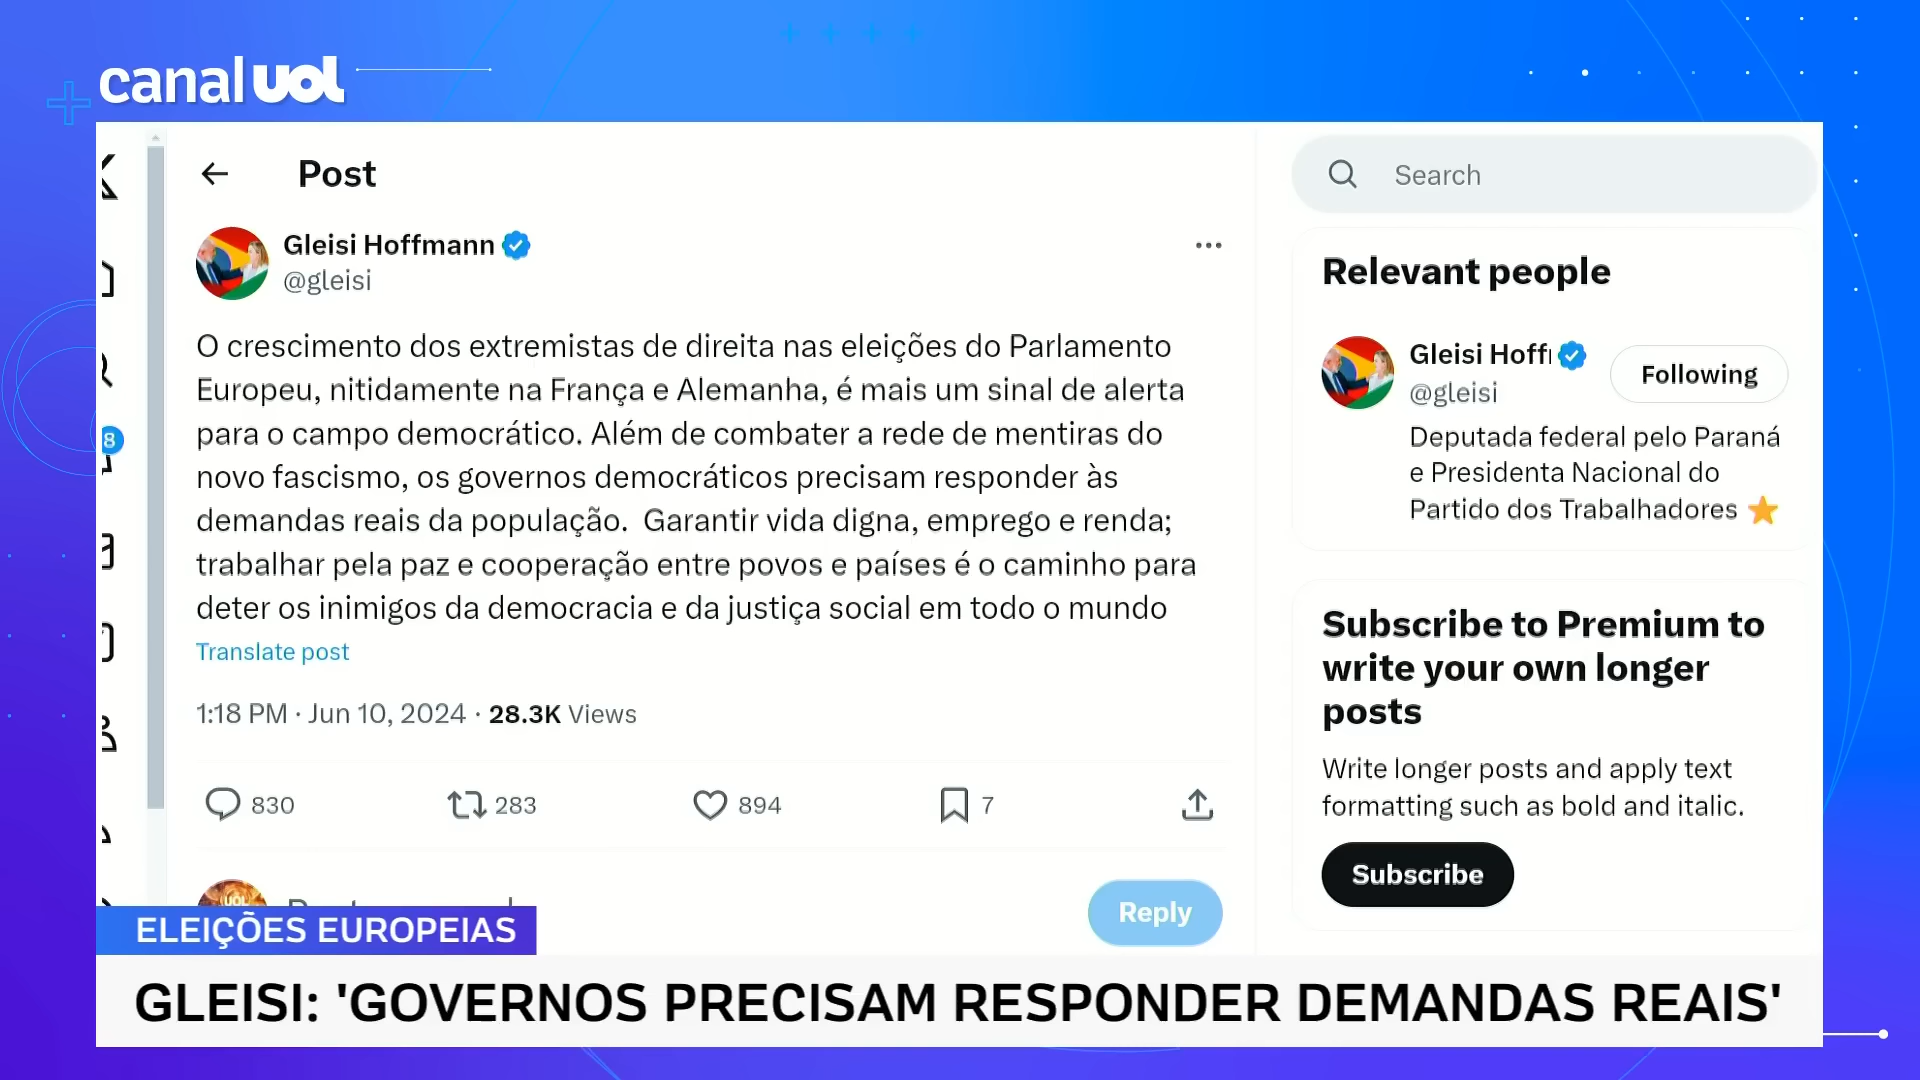 canal uol
Post
Gleisi Hoffmann
@gleisi
O crescimento dos extremistas de direita nas eleições do Parlamento
Europeu, nitidamente na França e Alemanha, é mais um sinal de alerta
para o campo democrático. Além de combater a rede de mentiras do
novo fascismo, os governos democráticos precisam responder às
demandas reais da população.  Garantir vida digna, emprego e renda;
trabalhar pela paz e cooperação entre povos e países é o caminho para
deter os inimigos da democracia e da justiça social em todo o mundo
Translate post
1:18 PM · Jun 10, 2024 · 28.3K Views
830 283 894 7
Reply
8
Search
Relevant people
Gleisi Hoff
@gleisi
Following
Deputada federal pelo Paraná
e Presidenta Nacional do
Partido dos Trabalhadores
Subscribe to Premium to
write your own longer
posts
Write longer posts and apply text
formatting such as bold and italic.
Subscribe
UOL
ELEIÇÕES EUROPEIAS
GLEISI: 'GOVERNOS PRECISAM RESPONDER DEMANDAS REAIS'